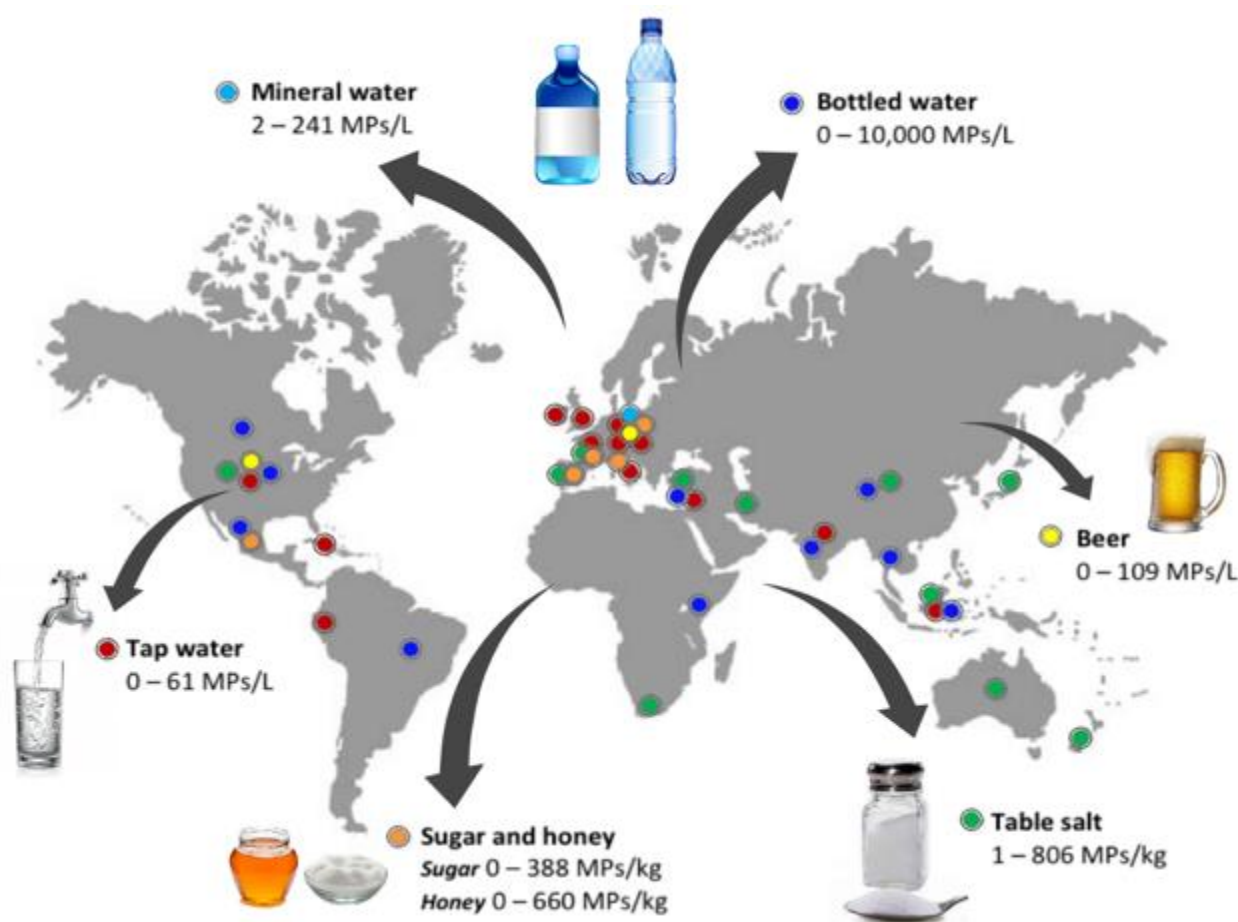 Mineral water
2 – 241 MPs/L
Bottled water
0 – 10,000 MPs/L
Beer
0 – 109 MPs/L
Tap water
0 – 61 MPs/L
Sugar and honey
Sugar 0 – 388 MPs/kg
Honey 0 – 660 MPs/kg
Table salt
1 – 806 MPs/kg